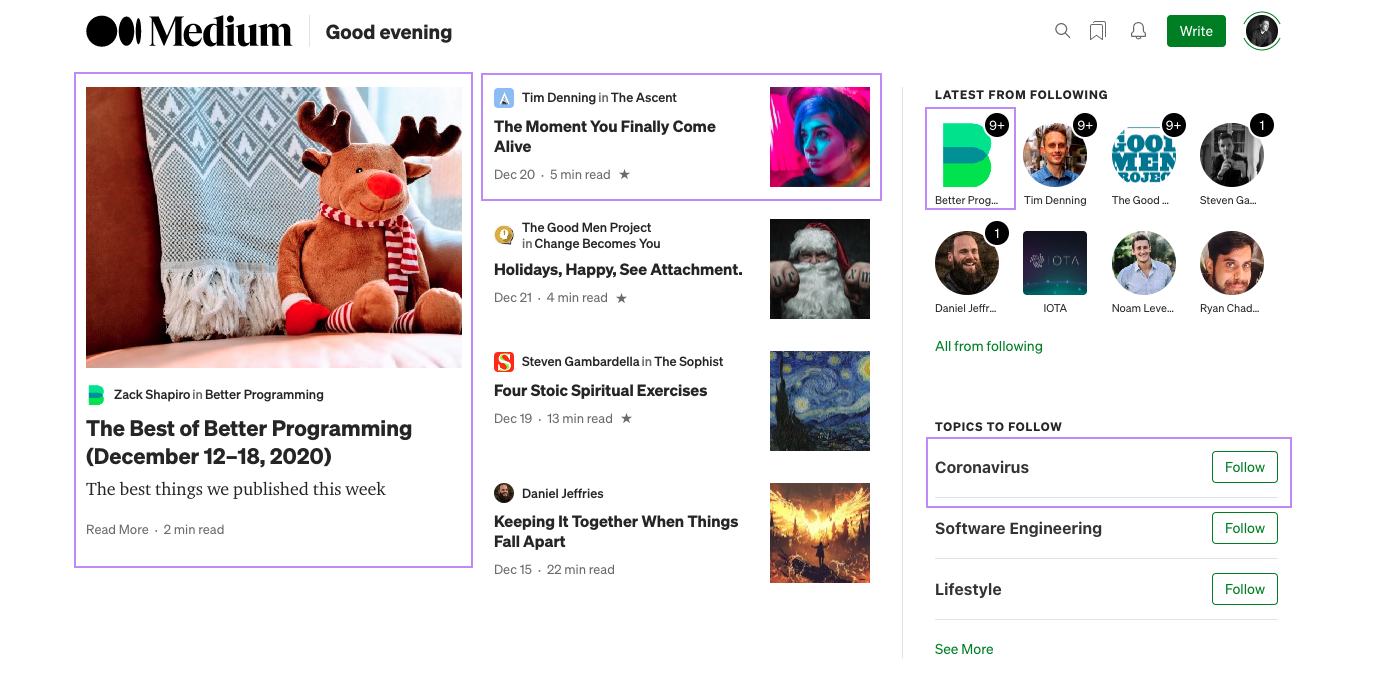 Medium
Good evening
Write
Zack Shapiro in Better Programming
The Best of Better Programming
(December 12–18, 2020)
The best things we published this week
Read More · 2 min read
Tim Denning in The Ascent
The Moment You Finally Come
Alive
Dec 20 · 5 min read ★
The Good Men Project
in Change Becomes You
Holidays, Happy, See Attachment.
Dec 21 · 4 min read ★
Steven Gambardella in The Sophist
Four Stoic Spiritual Exercises
Dec 19 · 13 min read ★
Daniel Jeffries
Keeping It Together When Things
Fall Apart
Dec 15 · 22 min read
LATEST FROM FOLLOWING
9+
9+
9+
1
GOOD
MEN
PROJECT
Better Prog...
Tim Denning
The Good ...
Steven Ga...
1
IOTA
Daniel Jeffr...
IOTA
Noam Leve...
Ryan Chad...
All from following
TOPICS TO FOLLOW
Coronavirus Follow
Software Engineering Follow
Lifestyle Follow
See More